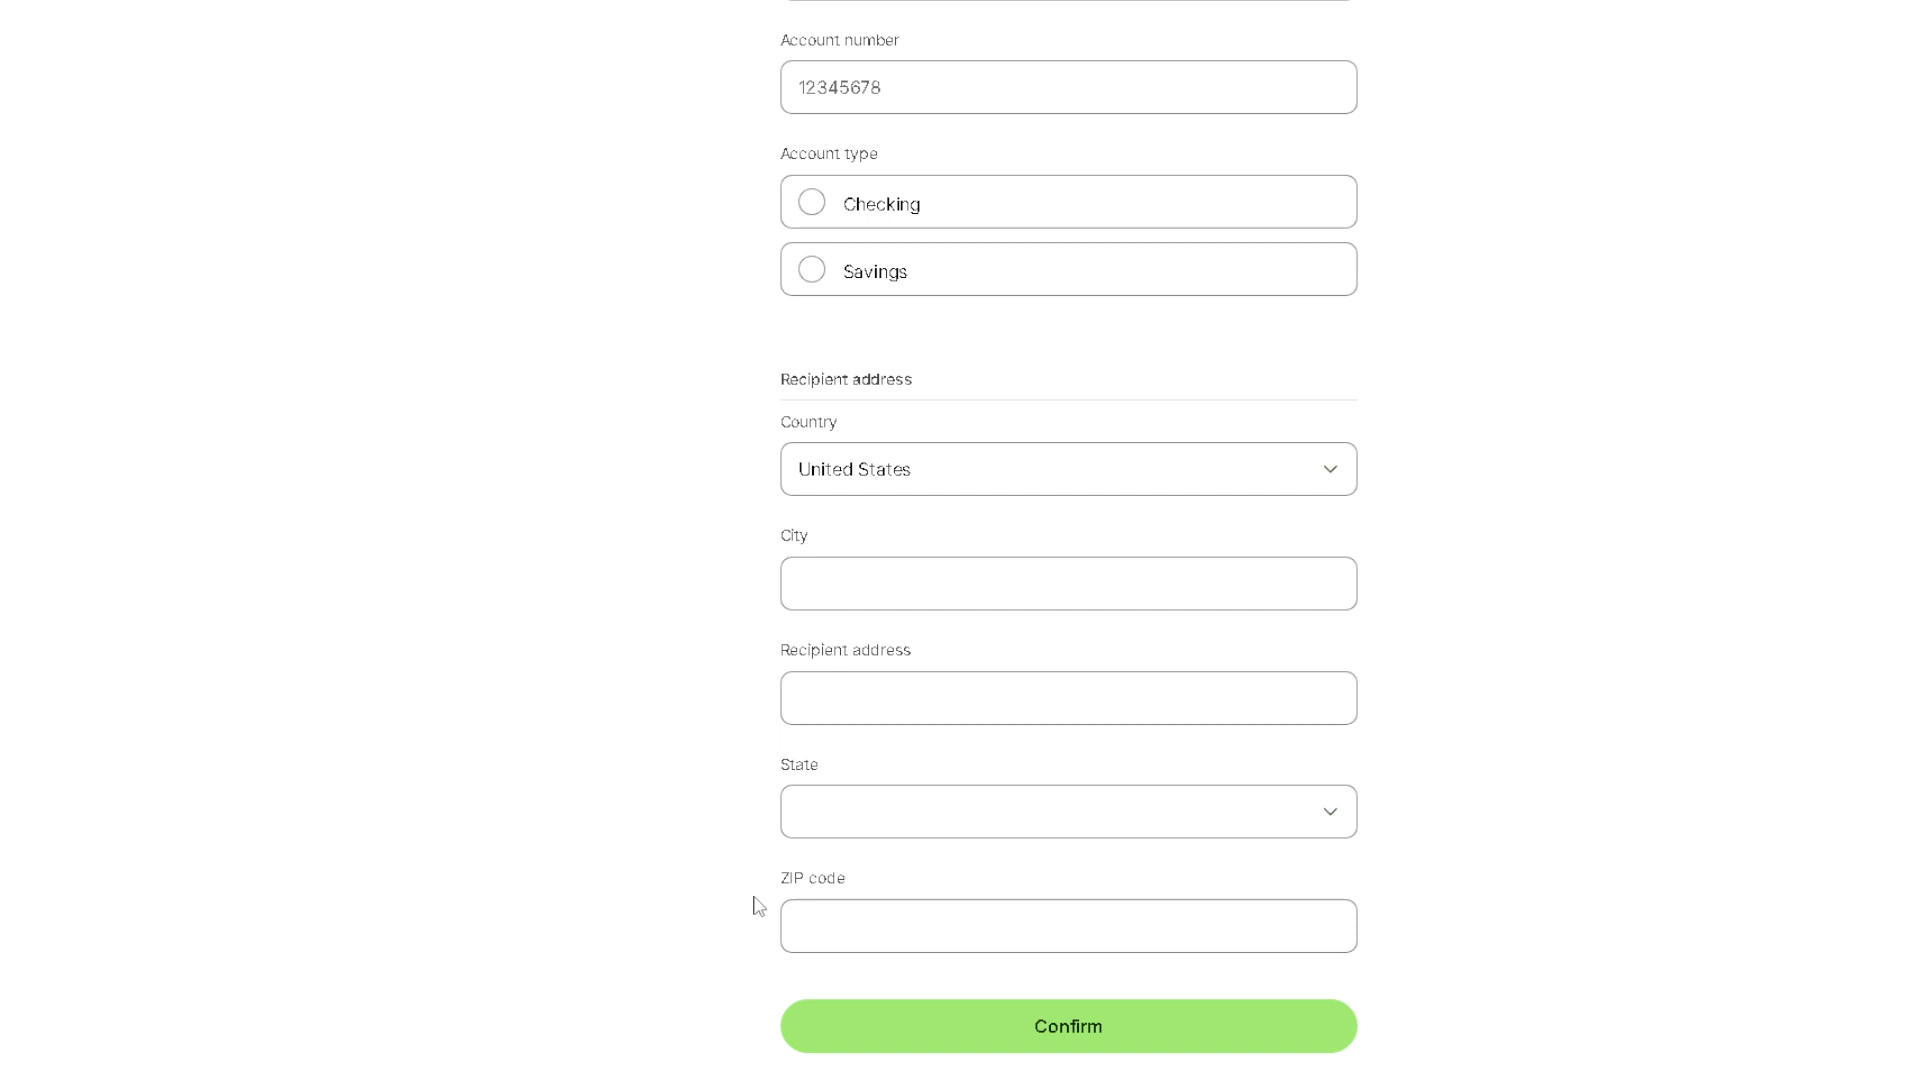 Account number
12345678
Account type
Checking
Savings
Recipient address
Country
United States
City
Recipient address
State
ZIP code
Confirm